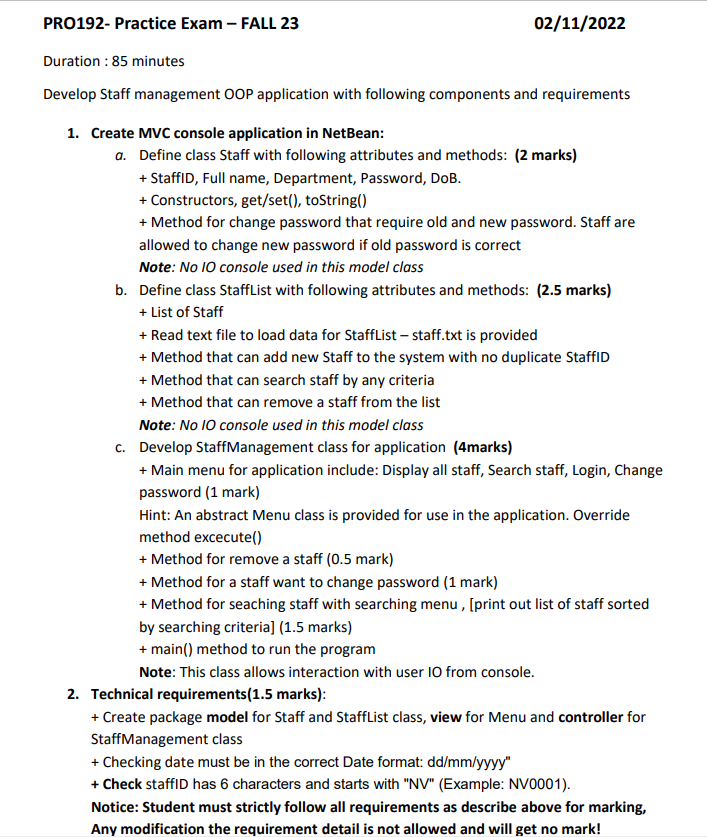 PRO192- Practice Exam – FALL 23 02/11/2022
Duration : 85 minutes
Develop Staff management OOP application with following components and requirements
1. Create MVC console application in NetBean:
a. Define class Staff with following attributes and methods: (2 marks)
+ StaffID, Full name, Department, Password, DoB.
+ Constructors, get/set(), toString()
+ Method for change password that require old and new password. Staff are
allowed to change new password if old password is correct
Note: No IO console used in this model class
b. Define class StaffList with following attributes and methods: (2.5 marks)
+ List of Staff
+ Read text file to load data for StaffList – staff.txt is provided
+ Method that can add new Staff to the system with no duplicate StaffID
+ Method that can search staff by any criteria
+ Method that can remove a staff from the list
Note: No IO console used in this model class
c. Develop StaffManagement class for application (4marks)
+ Main menu for application include: Display all staff, Search staff, Login, Change
password (1 mark)
Hint: An abstract Menu class is provided for use in the application. Override
method excecute()
+ Method for remove a staff (0.5 mark)
+ Method for a staff want to change password (1 mark)
+ Method for seaching staff with searching menu , [print out list of staff sorted
by searching criteria] (1.5 marks)
+ main() method to run the program
Note: This class allows interaction with user IO from console.
2. Technical requirements(1.5 marks):
+ Create package model for Staff and StaffList class, view for Menu and controller for
StaffManagement class
+ Checking date must be in the correct Date format: dd/mm/yyyy"
+ Check staffID has 6 characters and starts with "NV" (Example: NV0001).
Notice: Student must strictly follow all requirements as describe above for marking,
Any modification the requirement detail is not allowed and will get no mark!